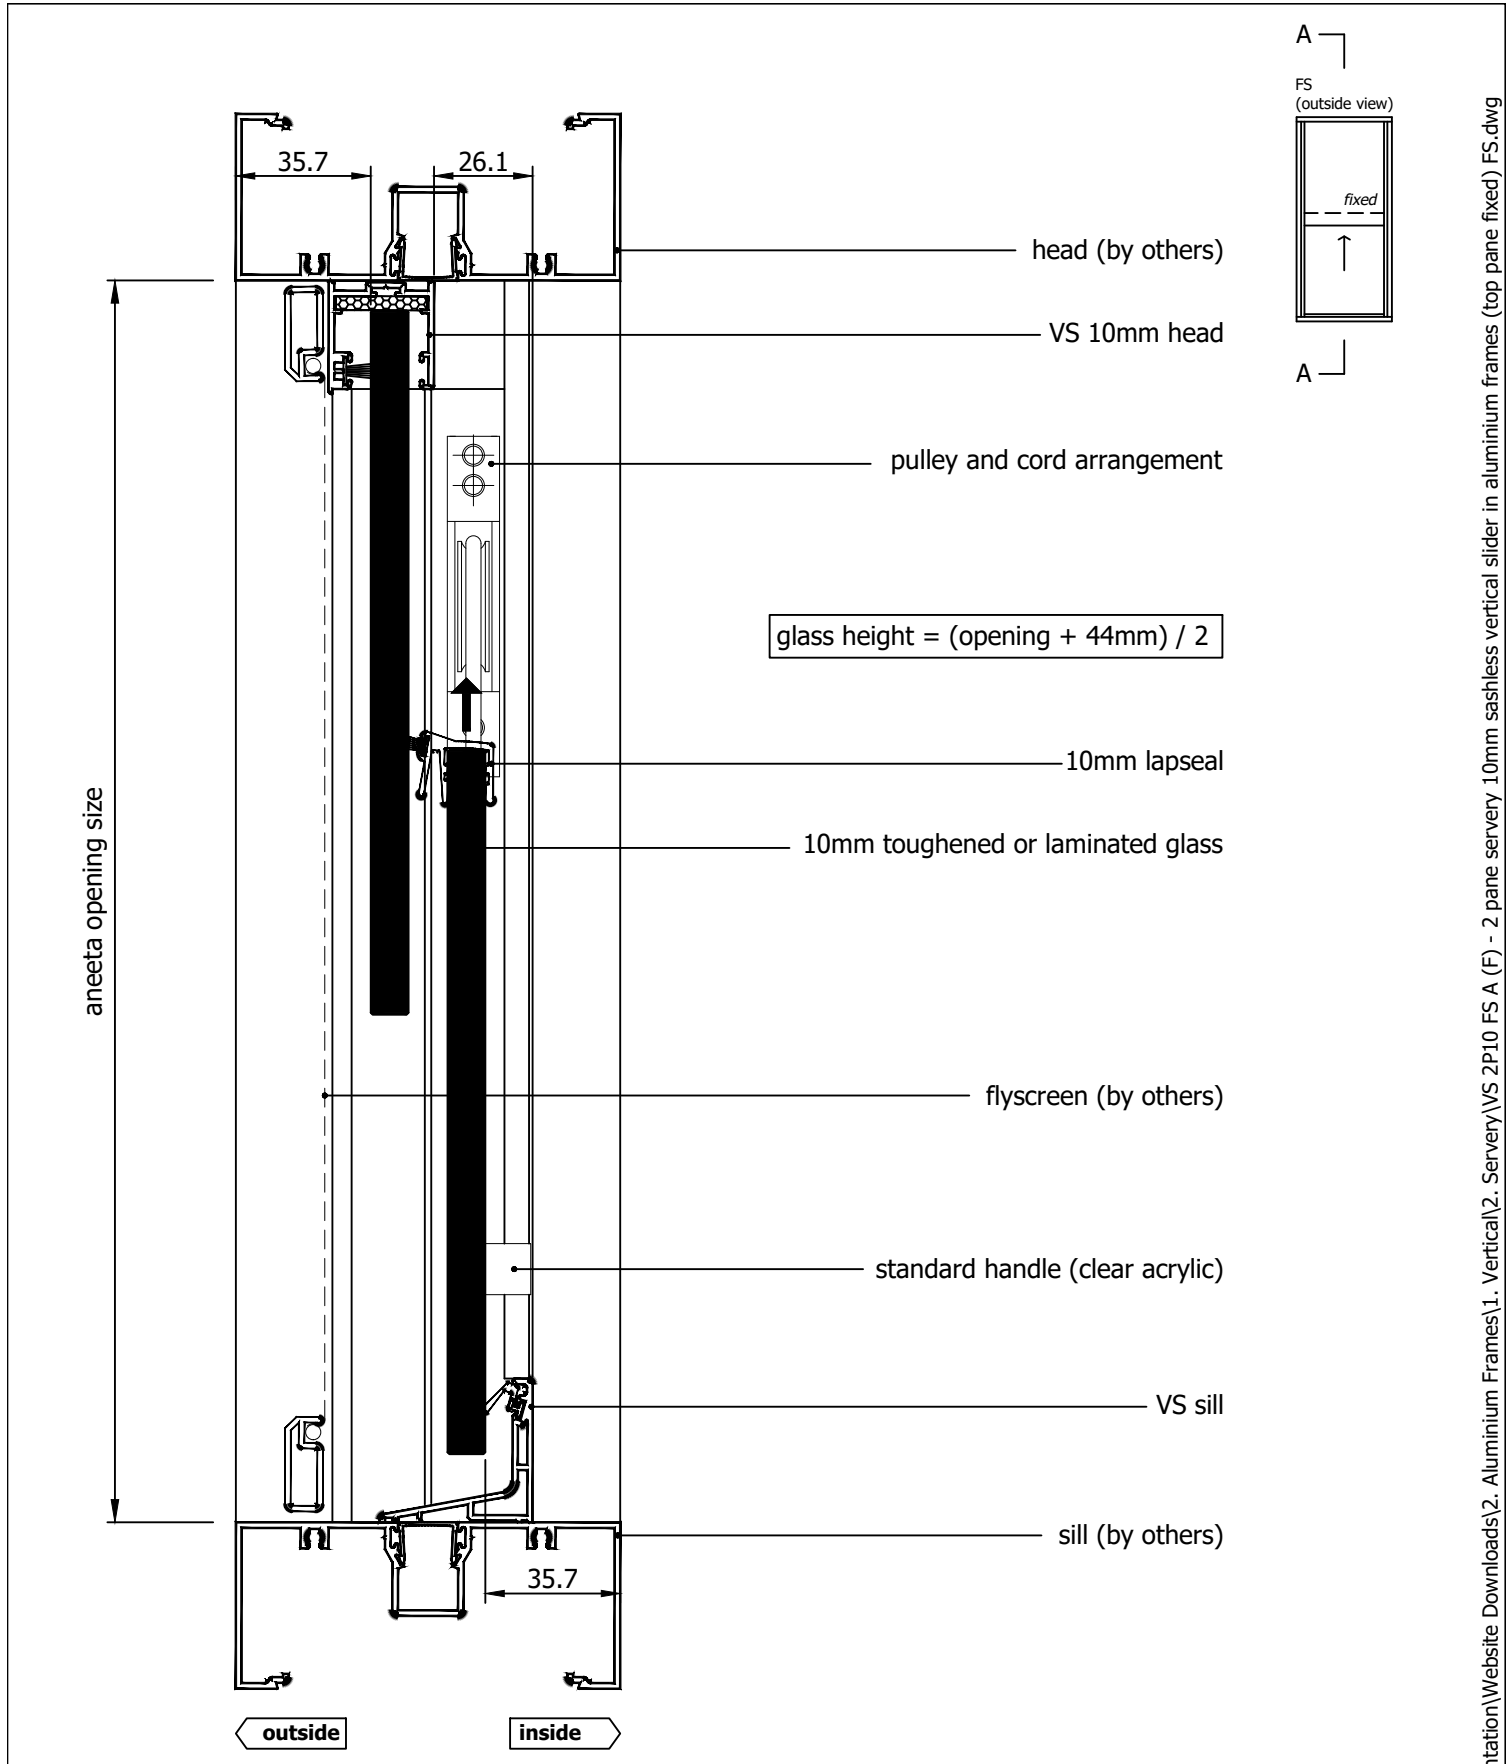 A
FS
(outside view)
fixed
A
35.7
26.1
head (by others)
VS 10mm head
pulley and cord arrangement
glass height = (opening + 44mm) / 2
10mm lapseal
10mm toughened or laminated glass
aneeta opening size
flyscreen (by others)
standard handle (clear acrylic)
VS sill
sill (by others)
35.7
outside
inside
ntation\Website Downloads\2. Aluminium Frames\1. Vertical\2. Servery\VS 2P10 FS A (F) - 2 pane servery 10mm sashless vertical slider in aluminium frames (top pane fixed) FS.dwg